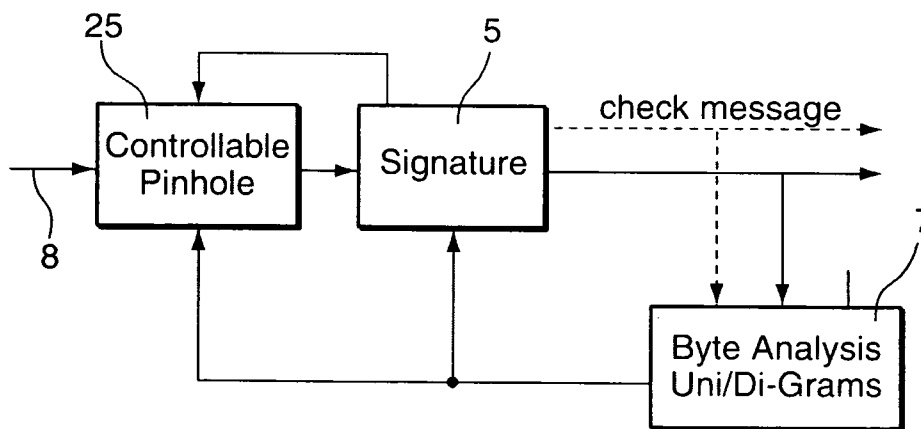 25
5
check message
Controllable
Pinhole
Signature
8
7
Byte Analysis
Uni/Di-Grams